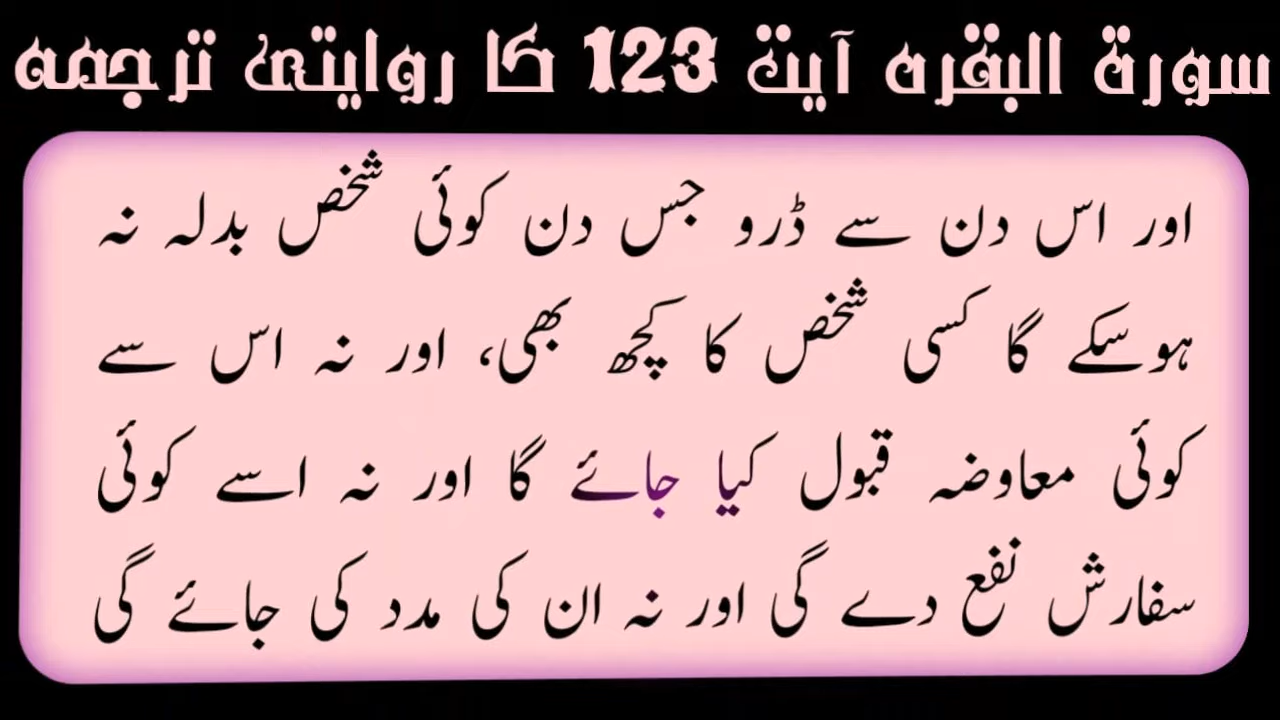 سورۃ البقرہ آیت 123 کا روایتی ترجمہ
اور اس دن سے ڈرو جس دن کوئی شخص بدلہ نہ
ہوسکے گا کسی شخص کا کچھ بھی، اور نہ اس سے
کوئی معاوضہ قبول کیا جائے گا اور نہ اسے کوئی
سفارش نفع دے گی اور نہ ان کی مدد کی جائے گی